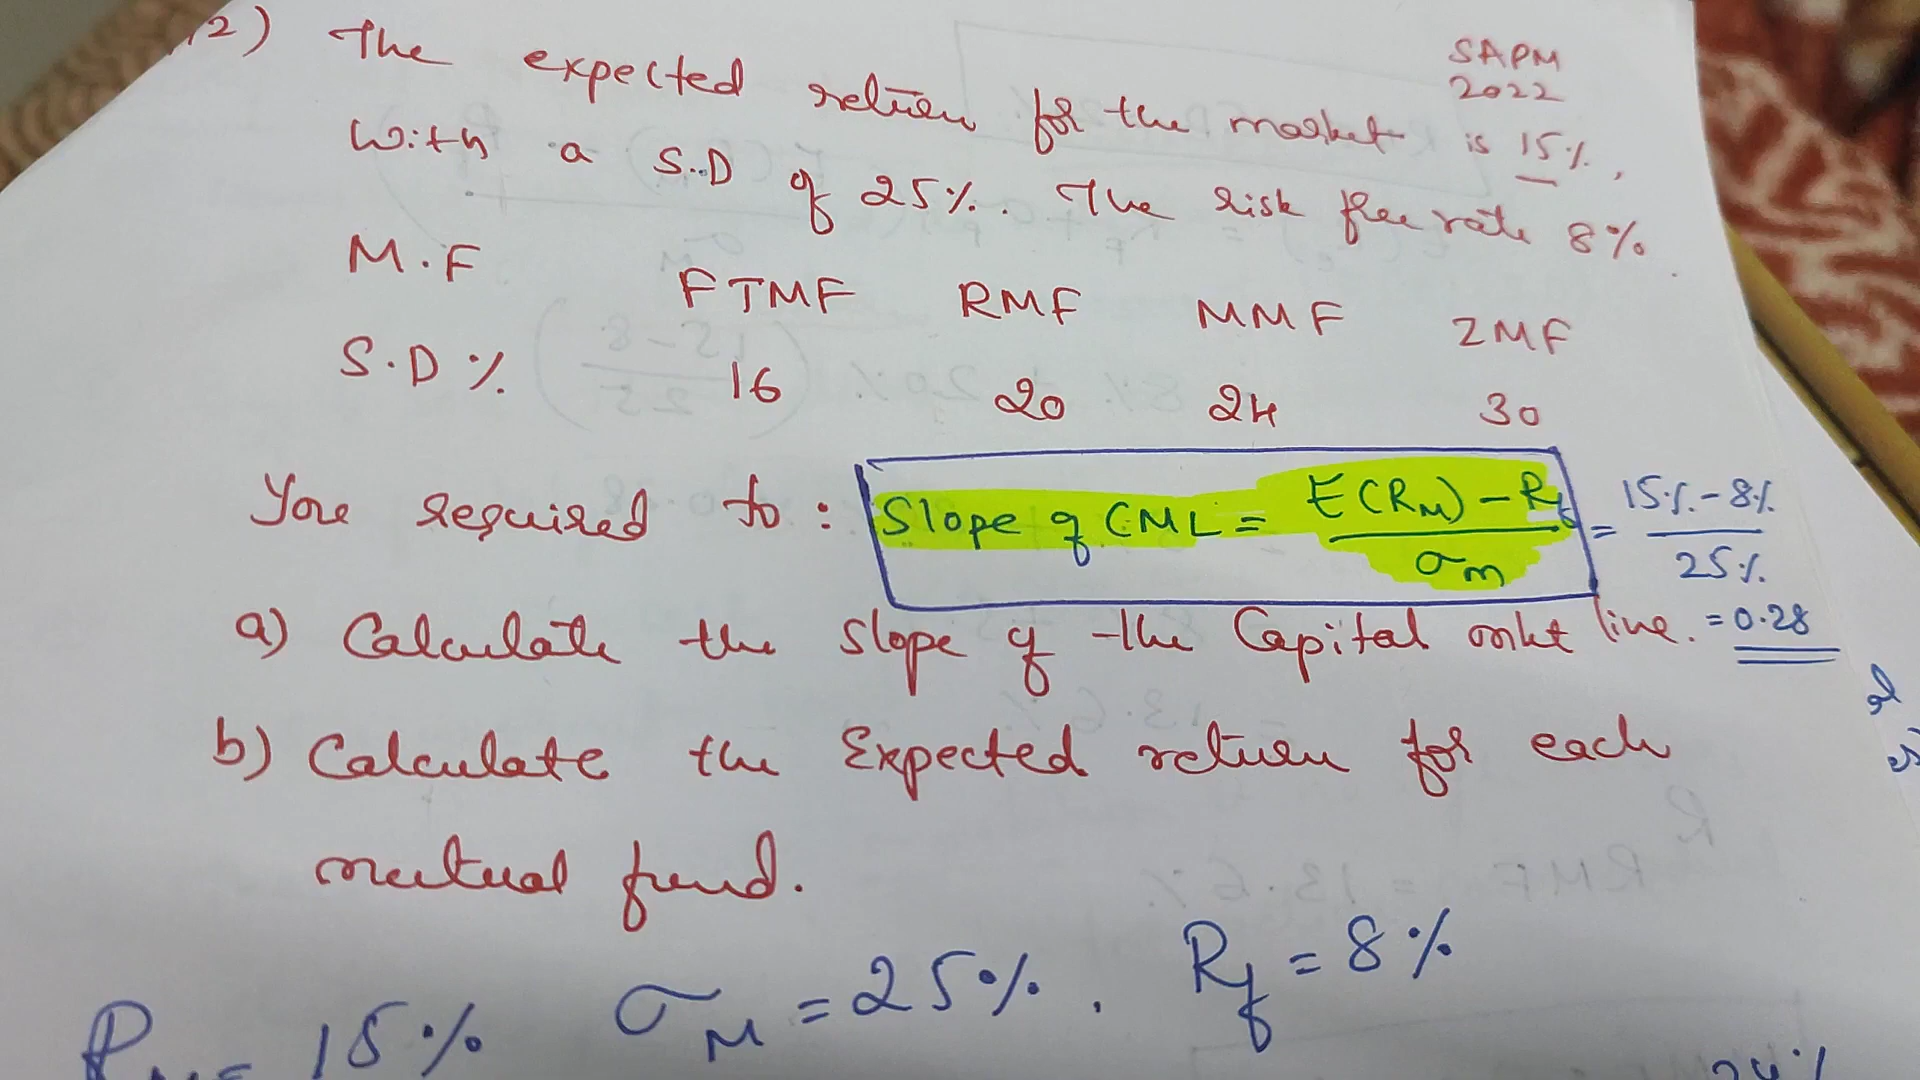 12) The expected return for the market is 15%,
SAPM
2022
With a S.D of 25%. The risk free rate 8%.
M.F FTMF RMF MMF ZMF
S.D % 16 20 24 30
You required to : Slope of CML = E(RM) - Rf / σm = 15% - 8% / 25%
a) Calculate the slope of the Capital mkt line. = 0.28
b) Calculate the Expected return for each
mutual fund.
RM = 15% σM = 25%. Rf = 8%
24%